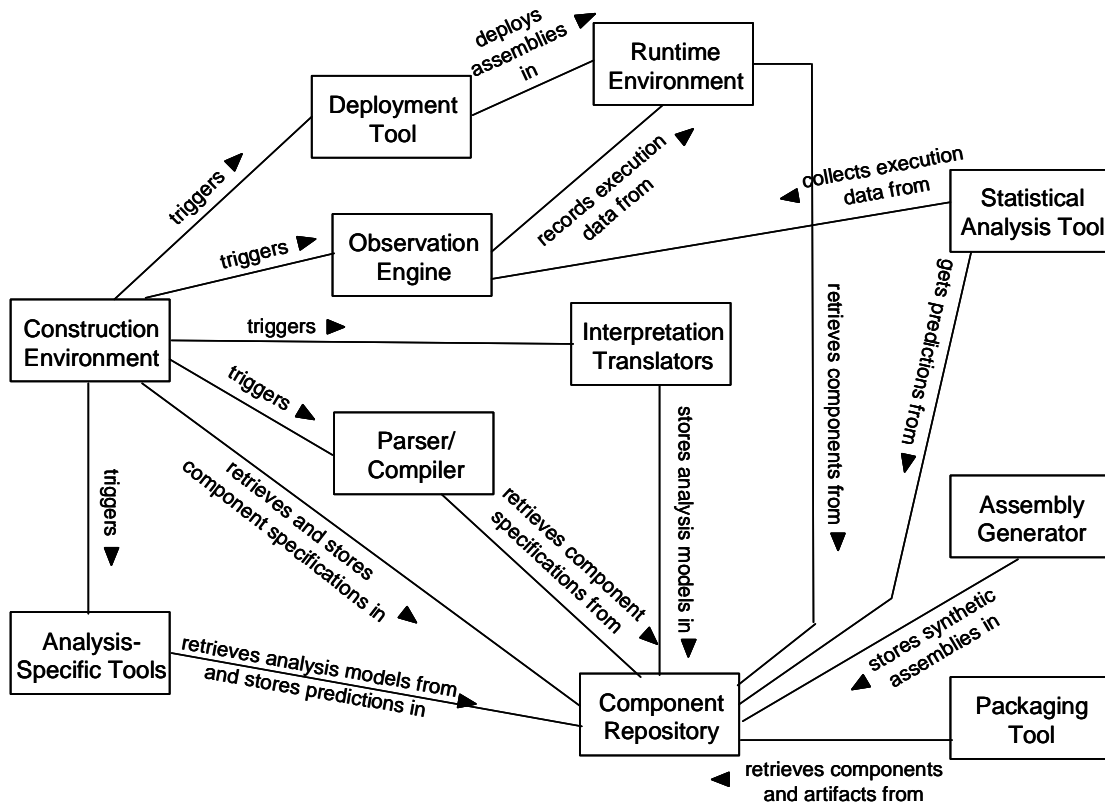 deploys
assemblies
in
Runtime
Environment
Deployment
Tool
triggers
records execution
data from
collects execution
data from
Statistical
Analysis Tool
Observation
Engine
triggers
Construction
Environment
triggers
Interpretation
Translators
retrieves components from
gets predictions from
triggers
Parser/
Compiler
stores analysis models in
triggers
retrieves and stores
component specifications in
retrieves component
specifications from
Assembly
Generator
Analysis-
Specific Tools
retrieves analysis models from
and stores predictions in
stores synthetic
assemblies in
Component
Repository
Packaging
Tool
retrieves components
and artifacts from